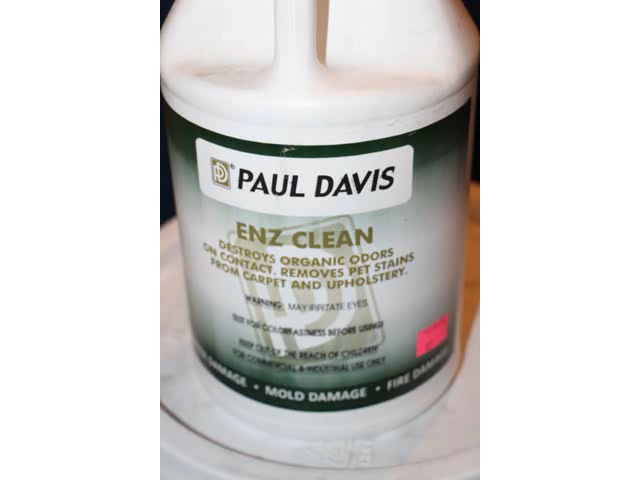 PD® PAUL DAVIS
ENZ CLEAN
DESTROYS ORGANIC ODORS
ON CONTACT. REMOVES PET STAINS
FROM CARPET AND UPHOLSTERY.
WARNING: MAY IRRITATE EYES.
TEST FOR COLORFASTNESS BEFORE USING!
KEEP OUT OF THE REACH OF CHILDREN
FOR COMMERCIAL & INDUSTRIAL USE ONLY
DAMAGE • MOLD DAMAGE • FIRE DAMAGE